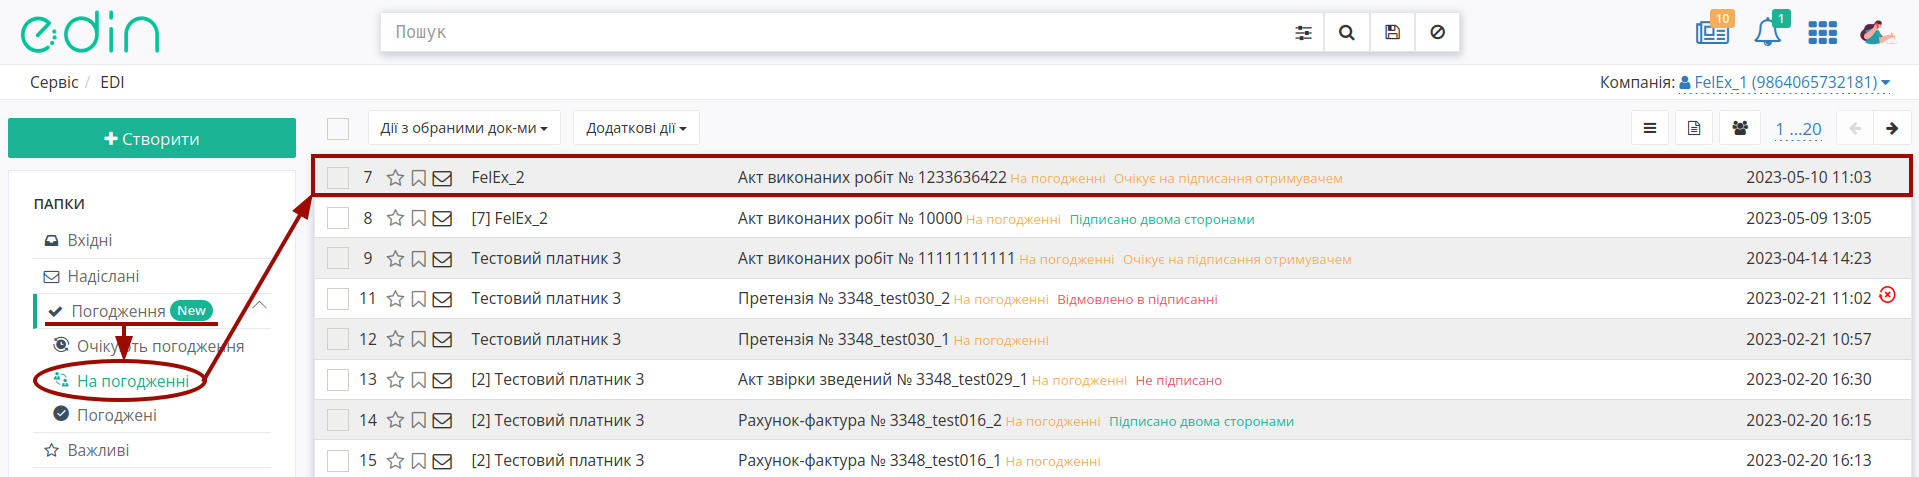 edin
Пошук
10
1
Сервіс / EDI
Компанія: FelEx_1 (9864065732181)
Створити
Дії з обраними док-ми
Додаткові дії
1 ...20
ПАПКИ
Вхідні
Надіслані
Погодження New
Очікують погодження
На погодженні
Погоджені
Важливі
7 FelEx_2 Акт виконаних робіт № 1233636422 На погодженні Очікує на підписання отримувачем 2023-05-10 11:03
8 [7] FelEx_2 Акт виконаних робіт № 10000 На погодженні Підписано двома сторонами 2023-05-09 13:05
9 Тестовий платник 3 Акт виконаних робіт № 11111111111 На погодженні Очікує на підписання отримувачем 2023-04-14 14:23
11 Тестовий платник 3 Претензія № 3348_test030_2 На погодженні Відмовлено в підписанні 2023-02-21 11:02
12 Тестовий платник 3 Претензія № 3348_test030_1 На погодженні 2023-02-21 10:57
13 [2] Тестовий платник 3 Акт звірки зведений № 3348_test029_1 На погодженні Не підписано 2023-02-20 16:30
14 [2] Тестовий платник 3 Рахунок-фактура № 3348_test016_2 На погодженні Підписано двома сторонами 2023-02-20 16:15
15 [2] Тестовий платник 3 Рахунок-фактура № 3348_test016_1 На погодженні 2023-02-20 16:13